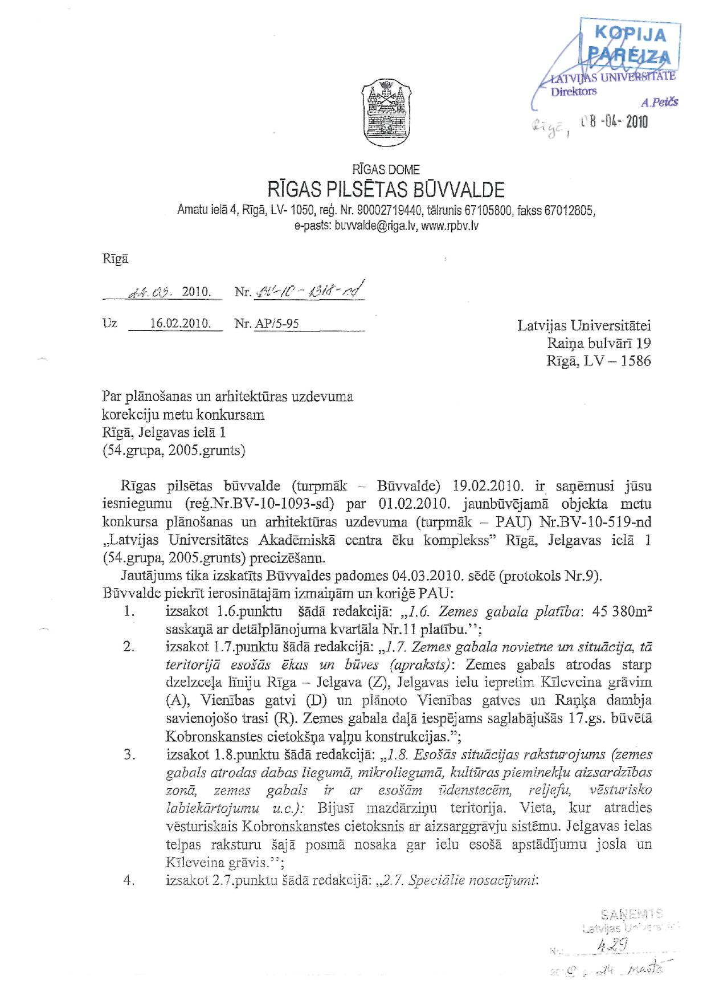 KOPIJA
PAREIZA
LATVIJAS UNIVERSITĀTE
Direktors
A.Peičs
Rīgā, 08 -04- 2010
RĪGAS DOME
RĪGAS PILSĒTAS BŪVVALDE
Amatu ielā 4, Rīgā, LV- 1050, reģ. Nr. 90002719440, tālrunis 67105800, fakss 67012805,
e-pasts: buvvalde@riga.lv, www.rpbv.lv
Rīgā
03. 2010. Nr. BV-10-1318-nd
Uz 16.02.2010. Nr. AP/5-95
Latvijas Universitātei
Raiņa bulvārī 19
Rīgā, LV – 1586
Par plānošanas un arhitektūras uzdevuma
korekciju metu konkursam
Rīgā, Jelgavas ielā 1
(54.grupa, 2005.grunts)
Rīgas pilsētas būvvalde (turpmāk – Būvvalde) 19.02.2010. ir saņēmusi jūsu
iesniegumu (reģ.Nr.BV-10-1093-sd) par 01.02.2010. jaunbūvējamā objekta metu
konkursa plānošanas un arhitektūras uzdevuma (turpmāk – PAU) Nr.BV-10-519-nd
„Latvijas Universitātes Akadēmiskā centra ēku komplekss” Rīgā, Jelgavas ielā 1
(54.grupa, 2005.grunts) precizēšanu.
Jautājums tika izskatīts Būvvaldes padomes 04.03.2010. sēdē (protokols Nr.9).
Būvvalde piekrīt ierosinātajām izmaiņām un koriģē PAU:
1. izsakot 1.6.punktu šādā redakcijā: „1.6. Zemes gabala platība: 45 380m²
saskaņā ar detālplānojuma kvartāla Nr.11 platību.’’;
2. izsakot 1.7.punktu šādā redakcijā: „1.7. Zemes gabala novietne un situācija, tā
teritorijā esošās ēkas un būves (apraksts): Zemes gabals atrodas starp
dzelzceļa līniju Rīga – Jelgava (Z), Jelgavas ielu iepretim Kīleveina grāvim
(A), Vienības gatvi (D) un plānoto Vienības gatves un Raņķa dambja
savienojošo trasi (R). Zemes gabala daļā iespējams saglabājušās 17.gs. būvētā
Kobronskanstes cietokšņa vaļņu konstrukcijas.”;
3. izsakot 1.8.punktu šādā redakcijā: „1.8. Esošās situācijas raksturojums (zemes
gabals atrodas dabas liegumā, mikroliegumā, kultūras pieminekļu aizsardzības
zonā, zemes gabals ir ar esošām ūdenstecēm, reljefu, vēsturisko
labiekārtojumu u.c.): Bijusī mazdārziņu teritorija. Vieta, kur atradies
vēsturiskais Kobronskanstes cietoksnis ar aizsarggrāvju sistēmu. Jelgavas ielas
telpas raksturu šajā posmā nosaka gar ielu esošā apstādījumu josla un
Kīleveina grāvis.’’;
4. izsakot 2.7.punktu šādā redakcijā: „2.7. Speciālie nosacījumi:
SAŅEMTS
Latvijas Univers
Nr. 429
24 martā